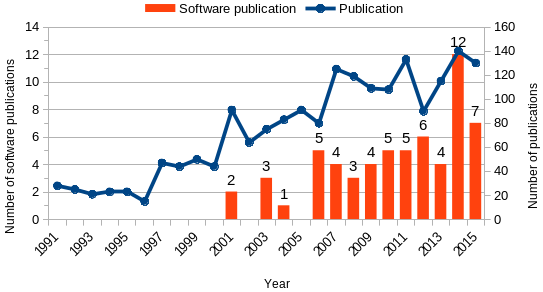 Software publication Publication
Number of software publications
14 12 10 8 6 4 2 0
2 3 1 5 4 3 4 5 5 6 4 12 7
160 140 120 100 80 60 40 20 0
Number of publications
1991 1993 1995 1997 1999 2001 2003 2005 2007 2009 2011 2013 2015
Year